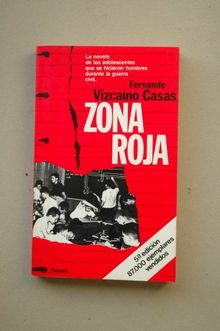 La novela
de los adolescentes
que se hicieron hombres
durante la guerra
civil.
Fernando
Vizcaíno Casas
ZONA
ROJA
5ª edición
87.000 ejemplares
vendidos
Planeta